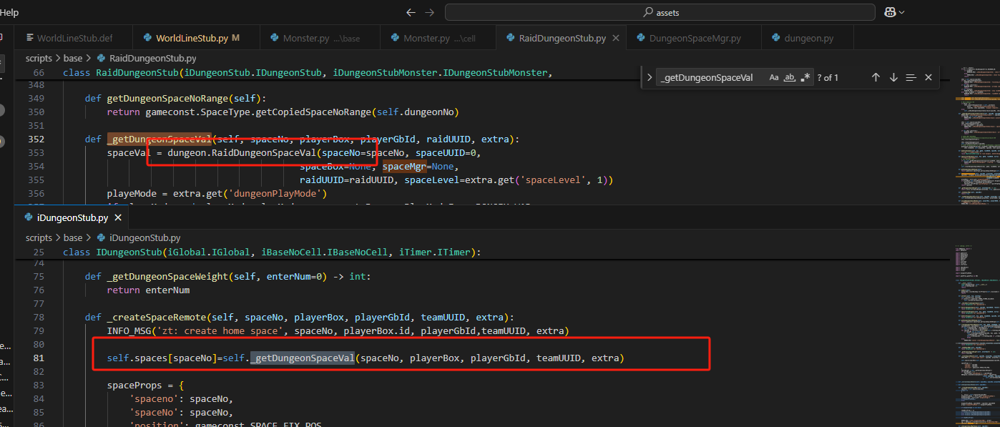 Help
assets
WorldLineStub.def
WorldLineStub.py M
Monster.py ...\base
Monster.py ...\cell
RaidDungeonStub.py
DungeonSpaceMgr.py
dungeon.py
scripts > base > RaidDungeonStub.py
66 class RaidDungeonStub(iDungeonStub.IDungeonStub, iDungeonStubMonster.IDungeonStubMonster,
_getDungeonSpaceVal Aa ab .* ? of 1
348
349 def getDungeonSpaceNoRange(self):
350 return gameconst.SpaceType.getCopiedSpaceNoRange(self.dungeonNo)
351
352 def _getDungeonSpaceVal(self, spaceNo, playerBox, playerGbId, raidUUID, extra):
353 spaceVal = dungeon.RaidDungeonSpaceVal(spaceNo=spaceNo, spaceUUID=0,
354 spaceBox=None, spaceMgr=None,
355 raidUUID=raidUUID, spaceLevel=extra.get('spaceLevel', 1))
356 playeMode = extra.get('dungeonPlayMode')
iDungeonStub.py
scripts > base > iDungeonStub.py
25 class IDungeonStub(iGlobal.IGlobal, iBaseNoCell.IBaseNoCell, iTimer.ITimer):
74
75 def _getDungeonSpaceWeight(self, enterNum=0) -> int:
76 return enterNum
77
78 def _createSpaceRemote(self, spaceNo, playerBox, playerGbId, teamUUID, extra):
79 INFO_MSG('zt: create home space', spaceNo, playerBox.id, playerGbId,teamUUID, extra)
80
81 self.spaces[spaceNo]=self._getDungeonSpaceVal(spaceNo, playerBox, playerGbId, teamUUID, extra)
82
83 spaceProps = {
84 'spaceno': spaceNo,
85 'spaceNo': spaceNo,
86 'position': gameconst.SPACE_FIX_POS